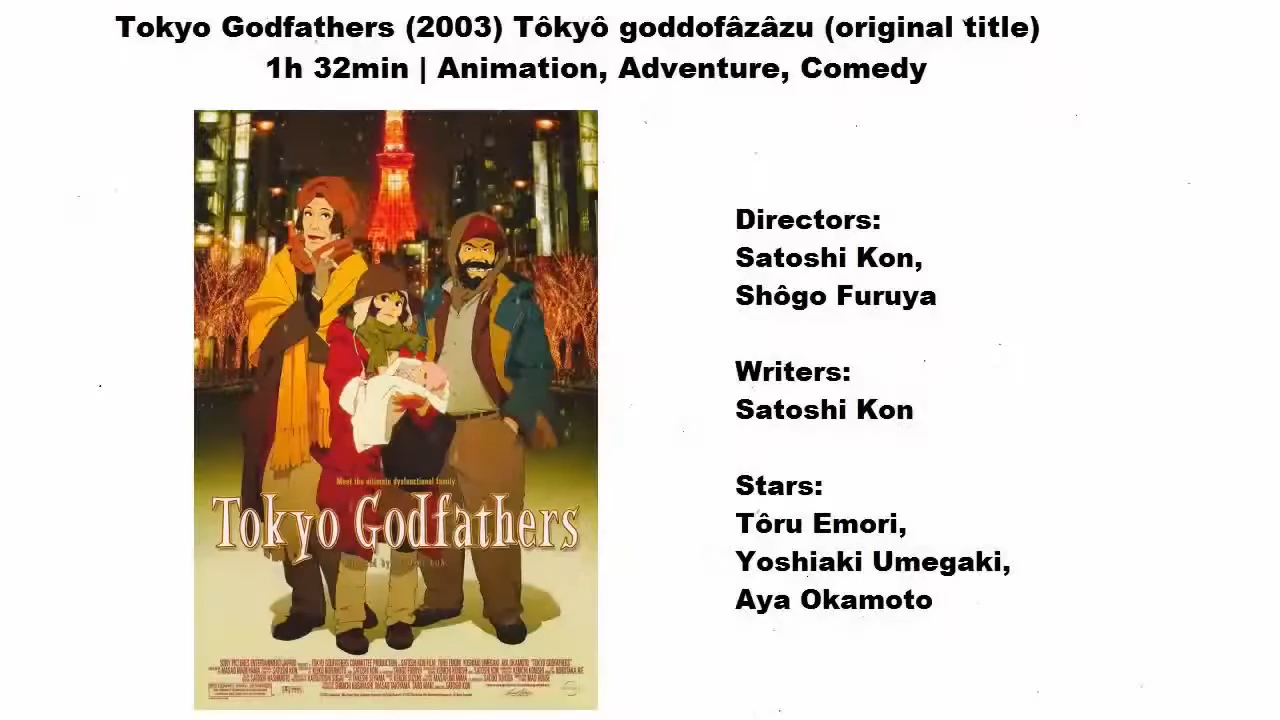 Tokyo Godfathers (2003) Tôkyô goddofâzâzu (original title)
1h 32min | Animation, Adventure, Comedy
Meet the ultimate dysfunctional family
Tokyo Godfathers
Directors:
Satoshi Kon,
Shôgo Furuya
Writers:
Satoshi Kon
Stars:
Tôru Emori,
Yoshiaki Umegaki,
Aya Okamoto